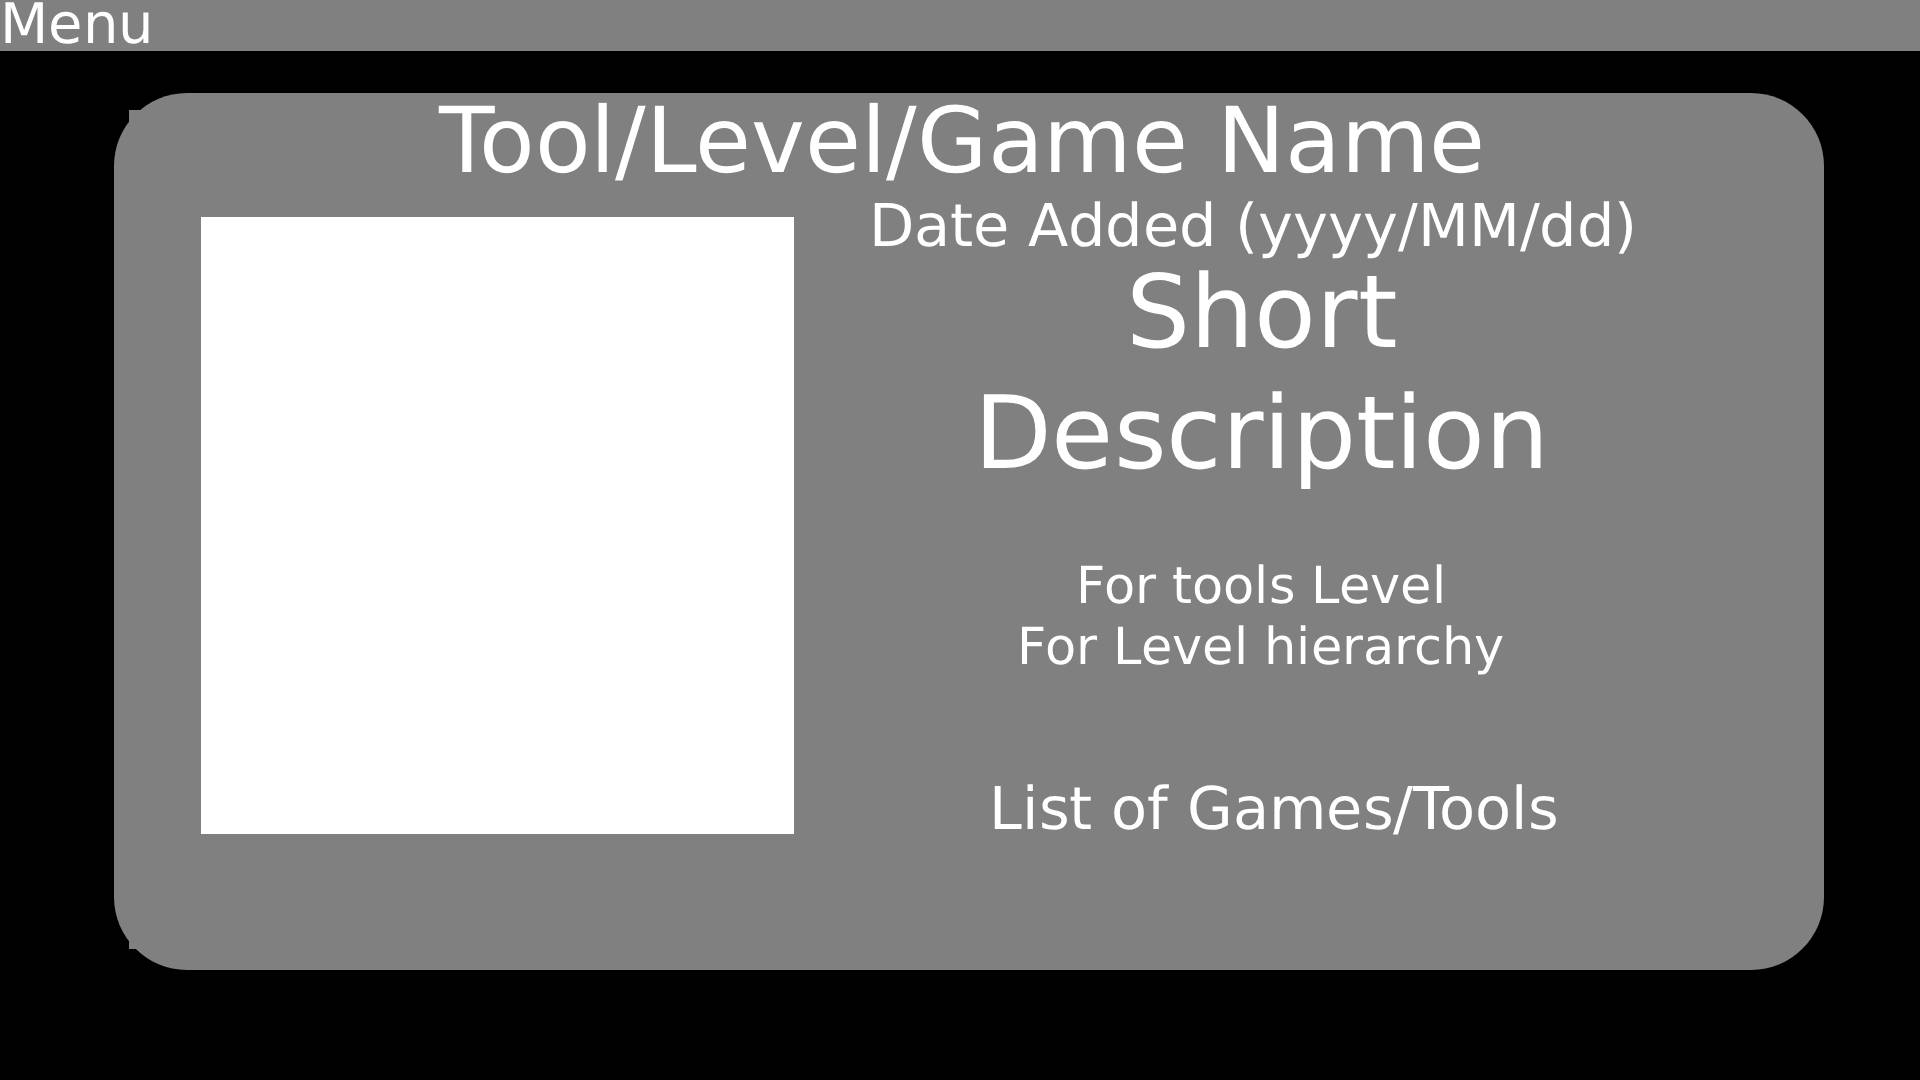 Menu
Tool/Level/Game Name
Date Added (yyyy/MM/dd)
Short
Description
For tools Level
For Level hierarchy
List of Games/Tools